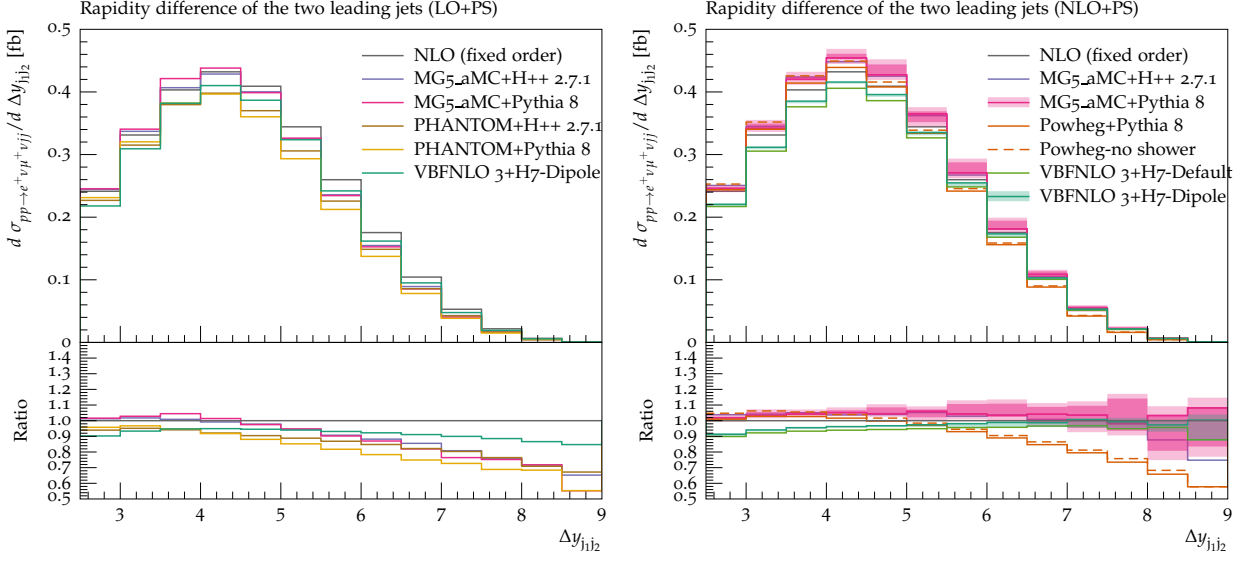 Rapidity difference of the two leading jets (LO+PS)
d σpp→e+νμ+νjj/d Δyj1j2 [fb]
0.5
0.4
0.3
0.2
0.1
0
NLO (fixed order)
MG5_aMC+H++ 2.7.1
MG5_aMC+Pythia 8
PHANTOM+H++ 2.7.1
PHANTOM+Pythia 8
VBFNLO 3+H7-Dipole
Ratio
1.4
1.3
1.2
1.1
1.0
0.9
0.8
0.7
0.6
0.5
3 4 5 6 7 8 9
Δyj1j2
Rapidity difference of the two leading jets (NLO+PS)
d σpp→e+νμ+νjj/d Δyj1j2 [fb]
0.5
0.4
0.3
0.2
0.1
0
NLO (fixed order)
MG5_aMC+H++ 2.7.1
MG5_aMC+Pythia 8
Powheg+Pythia 8
Powheg-no shower
VBFNLO 3+H7-Default
VBFNLO 3+H7-Dipole
Ratio
1.4
1.3
1.2
1.1
1.0
0.9
0.8
0.7
0.6
0.5
3 4 5 6 7 8 9
Δyj1j2